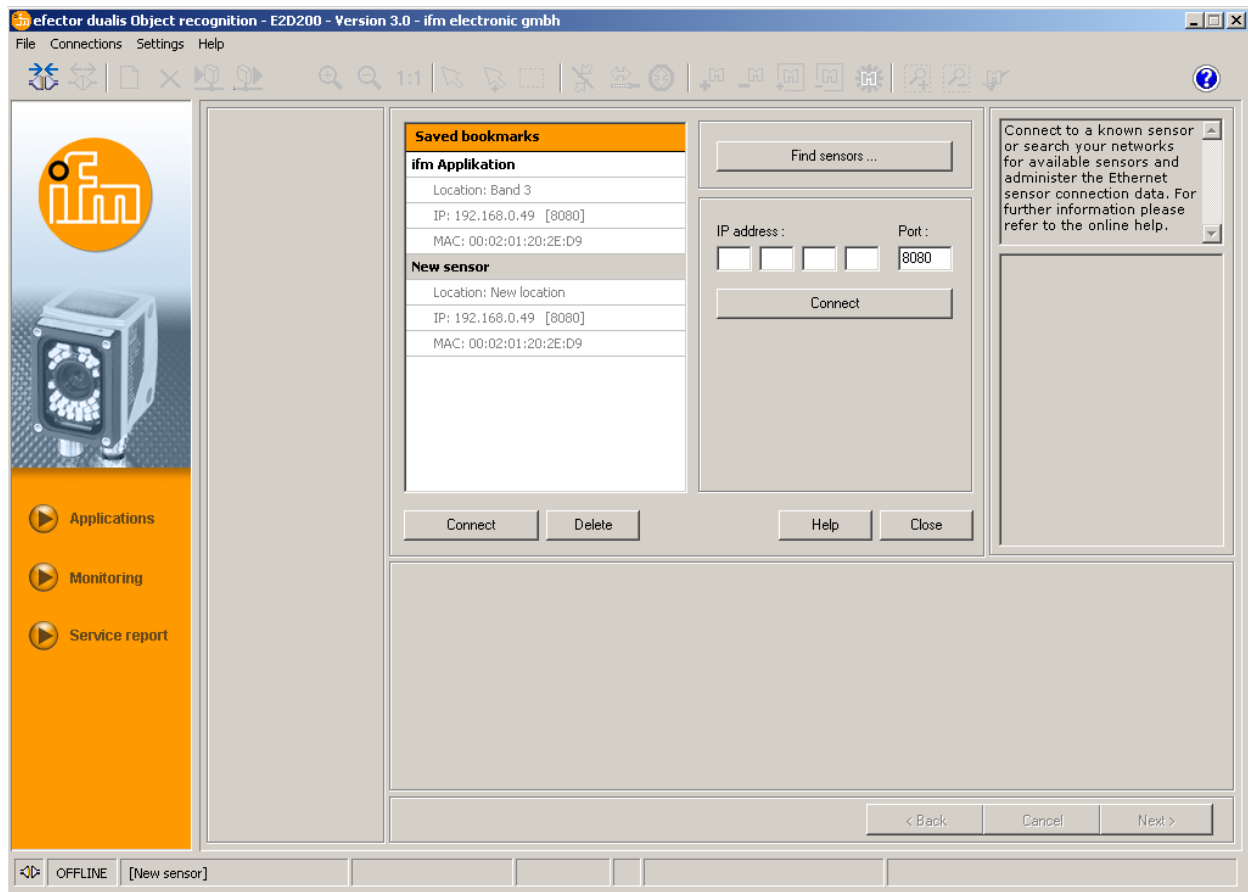 efector dualis Object recognition - E2D200 - Version 3.0 - ifm electronic gmbh
File Connections Settings Help
1:1
ifm
Saved bookmarks
ifm Applikation
Location: Band 3
IP: 192.168.0.49 [8080]
MAC: 00:02:01:20:2E:D9
New sensor
Location: New location
IP: 192.168.0.49 [8080]
MAC: 00:02:01:20:2E:D9
Connect
Delete
Find sensors ...
IP address :
Port :
8080
Connect
Help
Close
Connect to a known sensor
or search your networks
for available sensors and
administer the Ethernet
sensor connection data. For
further information please
refer to the online help.
Applications
Monitoring
Service report
< Back
Cancel
Next >
OFFLINE
[New sensor]